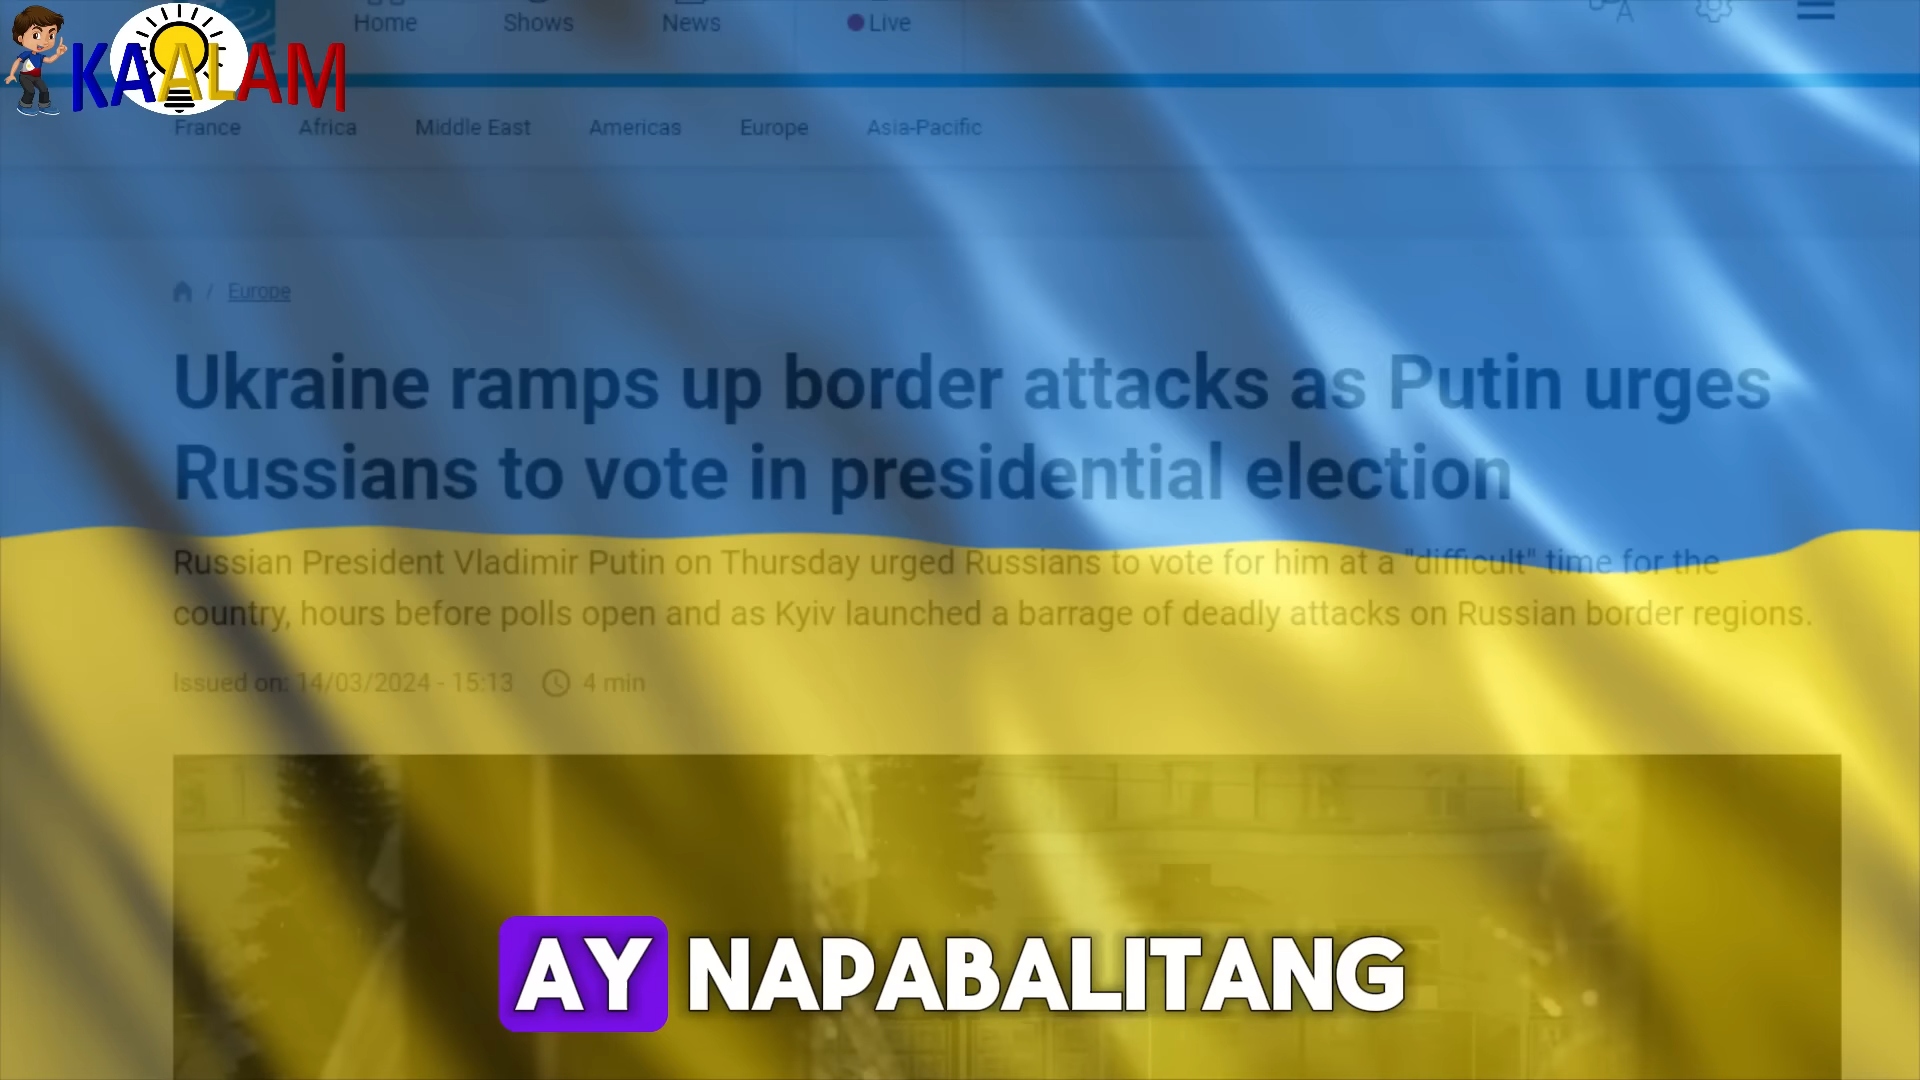 KAALAM
Home Shows News Live
France Africa Middle East Americas Europe Asia-Pacific
/ Europe
Ukraine ramps up border attacks as Putin urges
Russians to vote in presidential election
Russian President Vladimir Putin on Thursday urged Russians to vote for him at a "difficult" time for the
country, hours before polls open and as Kyiv launched a barrage of deadly attacks on Russian border regions.
Issued on: 14/03/2024 - 15:13 4 min
AY NAPABALITANG